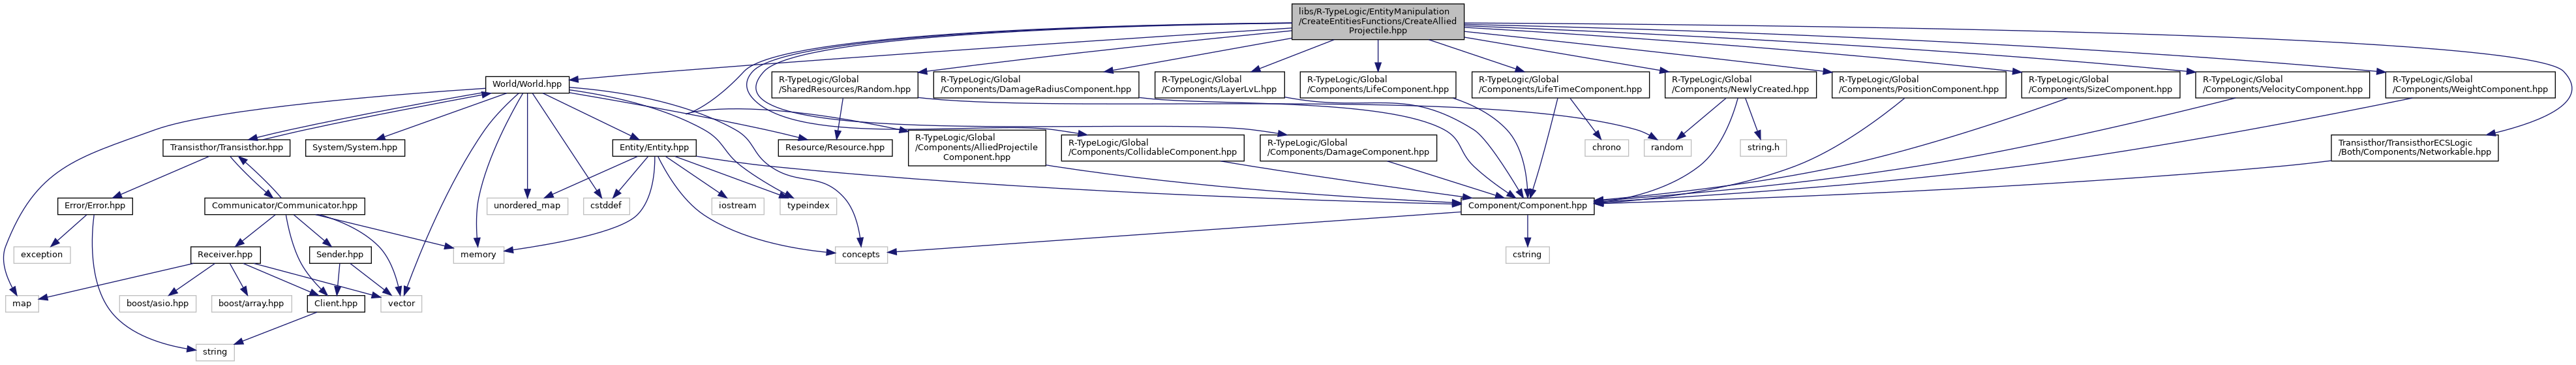 libs/R-TypeLogic/EntityManipulation
/CreateEntitiesFunctions/CreateAllied
Projectile.hpp
World/World.hpp
R-TypeLogic/Global
/SharedResources/Random.hpp
R-TypeLogic/Global
/Components/DamageRadiusComponent.hpp
R-TypeLogic/Global
/Components/LayerLvL.hpp
R-TypeLogic/Global
/Components/LifeComponent.hpp
R-TypeLogic/Global
/Components/LifeTimeComponent.hpp
R-TypeLogic/Global
/Components/NewlyCreated.hpp
R-TypeLogic/Global
/Components/PositionComponent.hpp
R-TypeLogic/Global
/Components/SizeComponent.hpp
R-TypeLogic/Global
/Components/VelocityComponent.hpp
R-TypeLogic/Global
/Components/WeightComponent.hpp
Transisthor/Transisthor.hpp
System/System.hpp
Entity/Entity.hpp
Resource/Resource.hpp
R-TypeLogic/Global
/Components/AlliedProjectile
Component.hpp
R-TypeLogic/Global
/Components/CollidableComponent.hpp
R-TypeLogic/Global
/Components/DamageComponent.hpp
chrono
random
string.h
Transisthor/TransisthorECSLogic
/Both/Components/Networkable.hpp
Error/Error.hpp
Communicator/Communicator.hpp
unordered_map
cstddef
iostream
typeindex
Component/Component.hpp
exception
Receiver.hpp
Sender.hpp
memory
concepts
cstring
map
boost/asio.hpp
boost/array.hpp
Client.hpp
vector
string